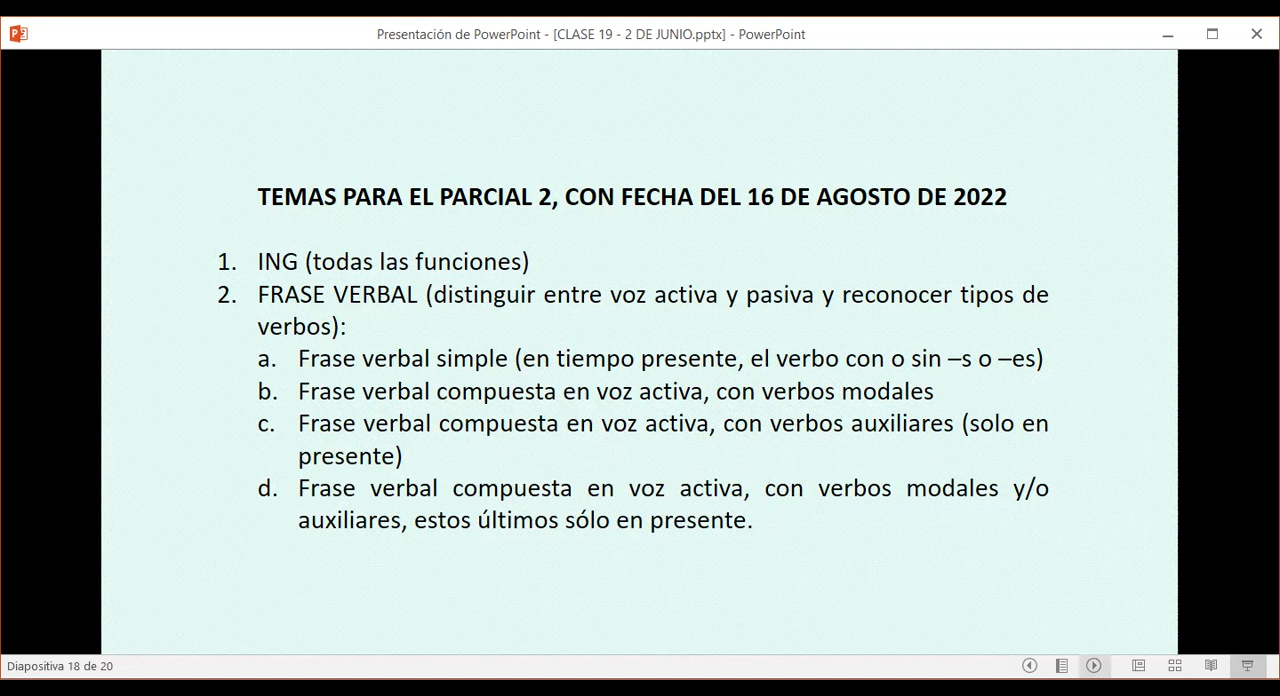 Presentación de PowerPoint - [CLASE 19 - 2 DE JUNIO.pptx] - PowerPoint
TEMAS PARA EL PARCIAL 2, CON FECHA DEL 16 DE AGOSTO DE 2022
1. ING (todas las funciones)
2. FRASE VERBAL (distinguir entre voz activa y pasiva y reconocer tipos de
verbos):
a. Frase verbal simple (en tiempo presente, el verbo con o sin –s o –es)
b. Frase verbal compuesta en voz activa, con verbos modales
c. Frase verbal compuesta en voz activa, con verbos auxiliares (solo en
presente)
d. Frase verbal compuesta en voz activa, con verbos modales y/o
auxiliares, estos últimos sólo en presente.
Diapositiva 18 de 20